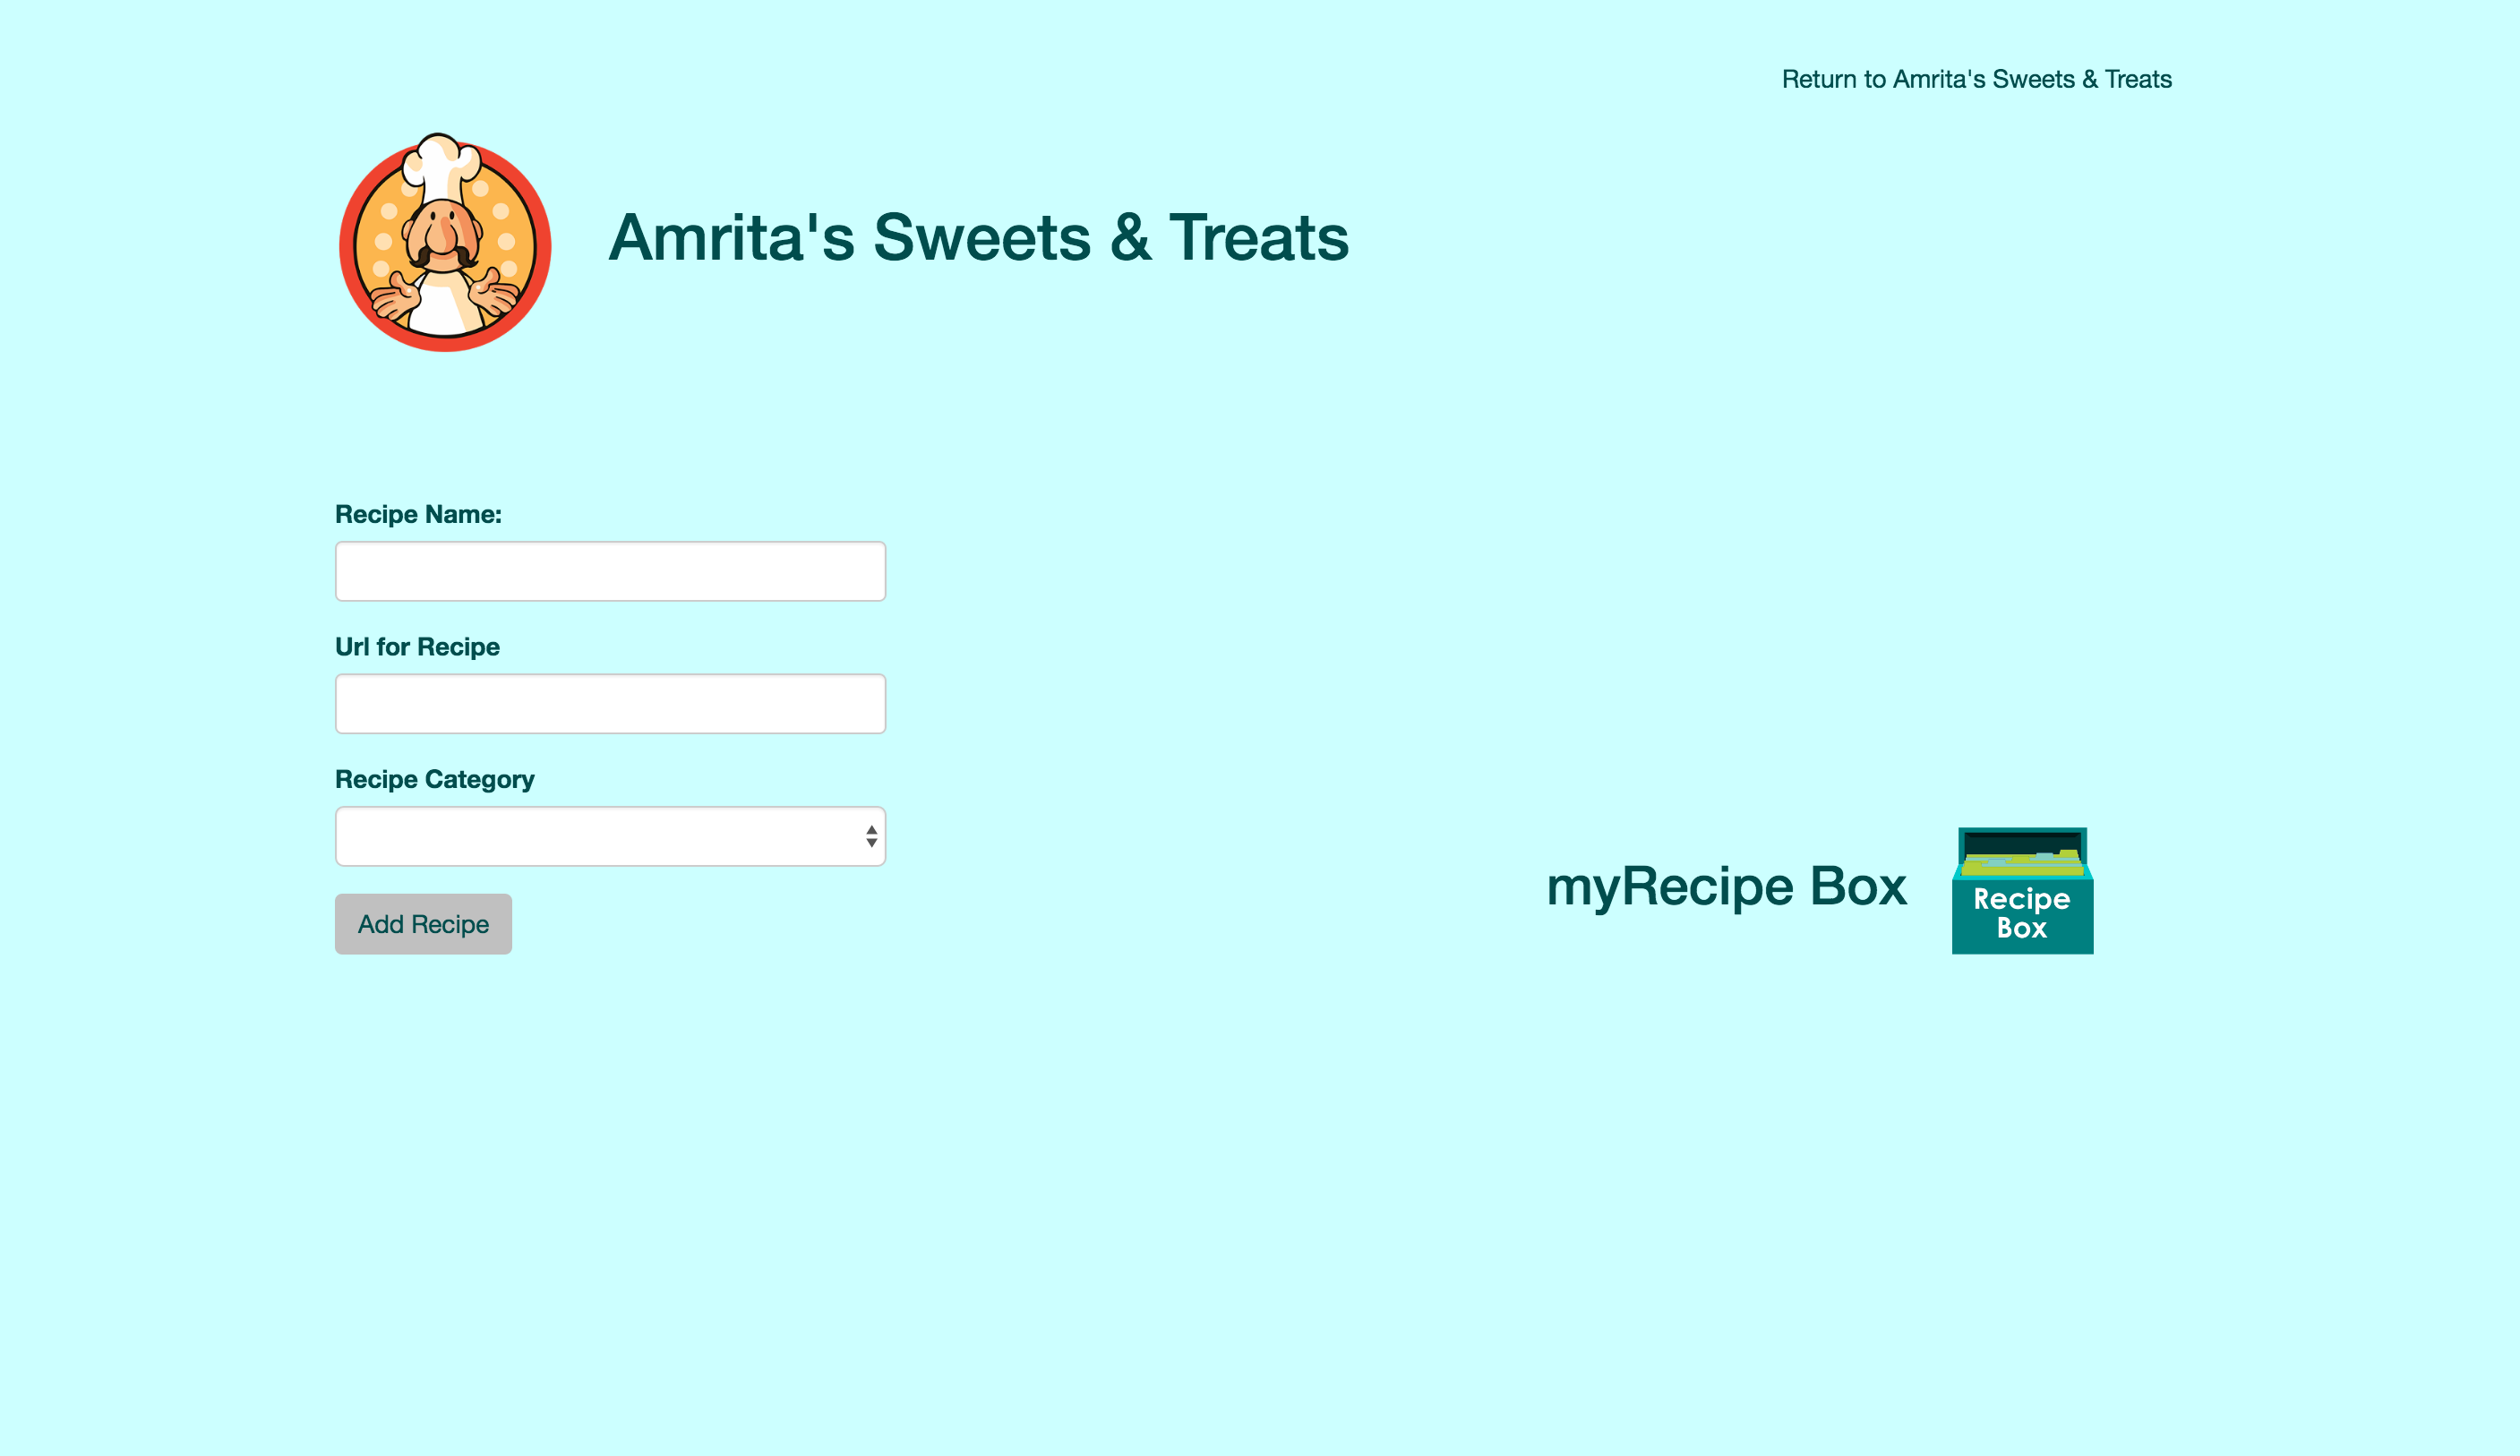 Return to Amrita's Sweets & Treats
Amrita's Sweets & Treats
Recipe Name:
Url for Recipe
Recipe Category
Add Recipe
myRecipe Box
Recipe
Box